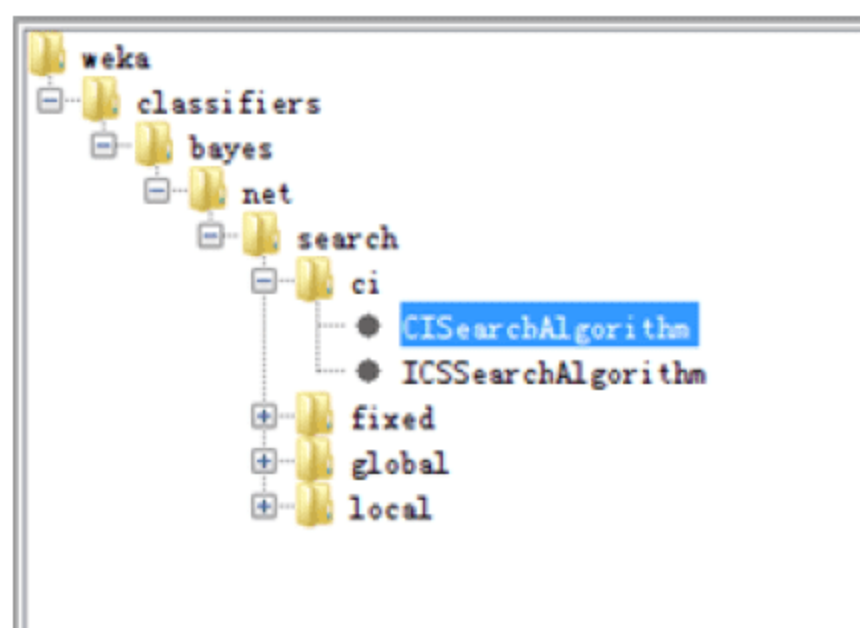 weka
classifiers
bayes
net
search
ci
CISearchAlgorithm
ICSSearchAlgorithm
fixed
global
local